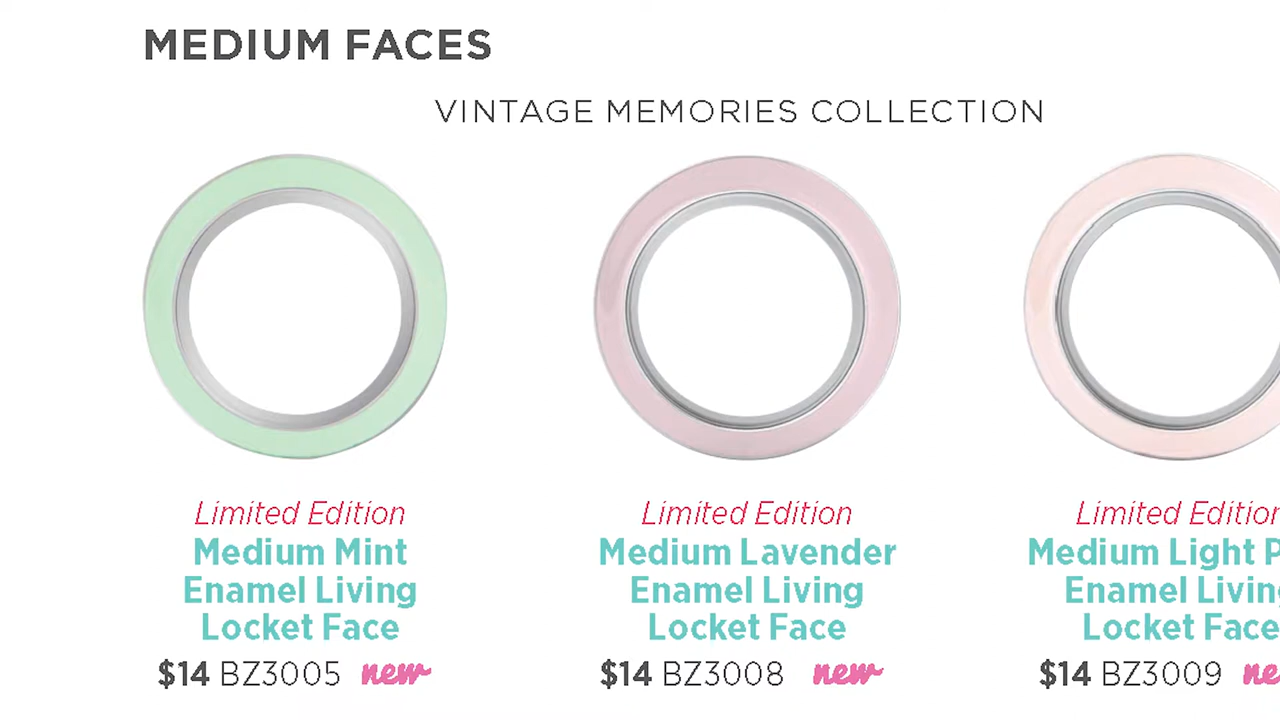 MEDIUM FACES
VINTAGE MEMORIES COLLECTION
Limited Edition
Medium Mint
Enamel Living
Locket Face
$14 BZ3005 new
Limited Edition
Medium Lavender
Enamel Living
Locket Face
$14 BZ3008 new
Limited
Medium Light
Enamel
Locket Face
$14 BZ3009